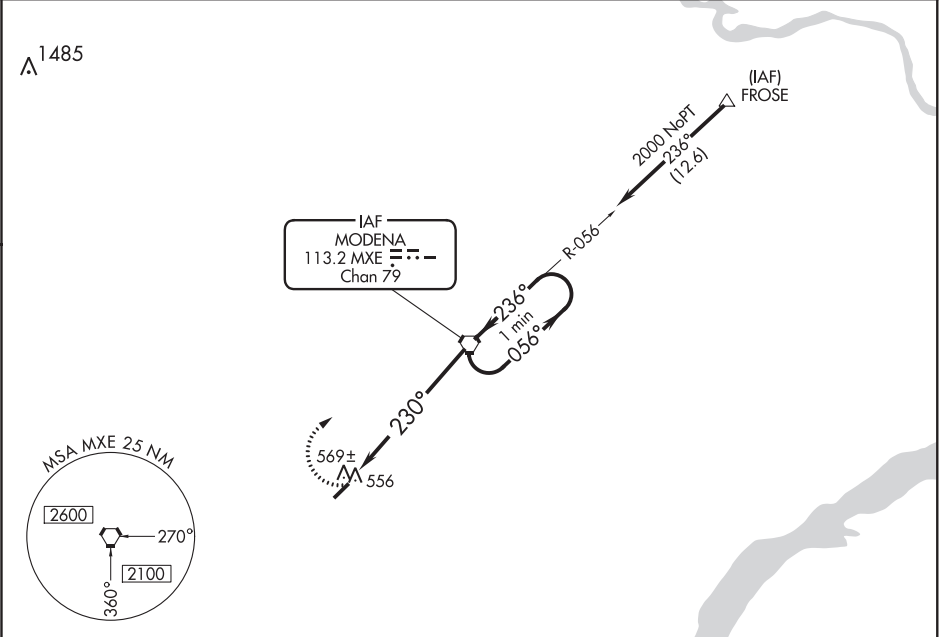 1485
(IAF)
FROSE
2000 NoPT
236°
(12.6)
R-056
IAF
MODENA
113.2 MXE
Chan 79
236°
1 min
056°
230°
569±
556
MSA MXE 25 NM
2600
270°
2100
360°